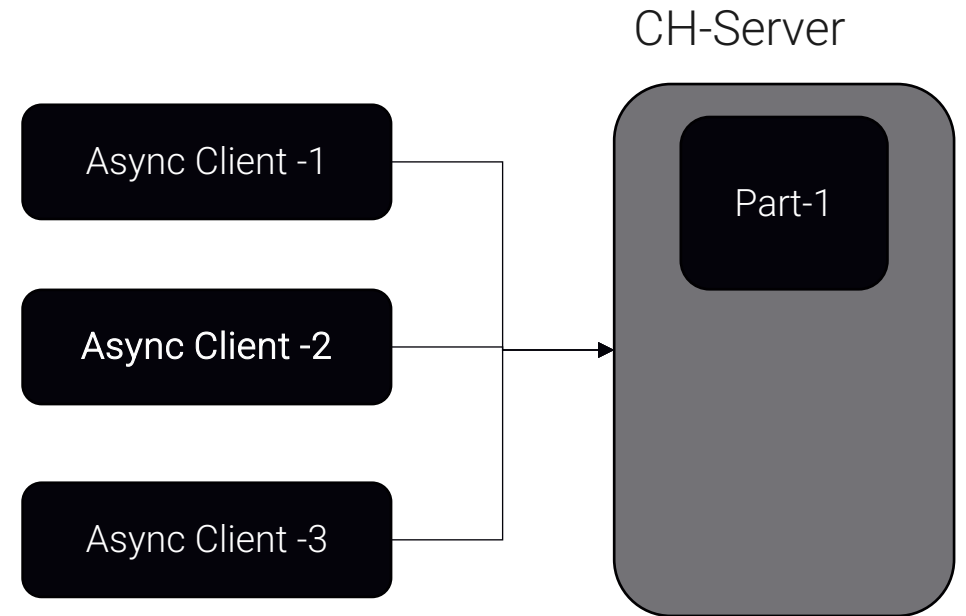 CH-Server
Async Client -1
Part-1
Async Client -2
Async Client -3